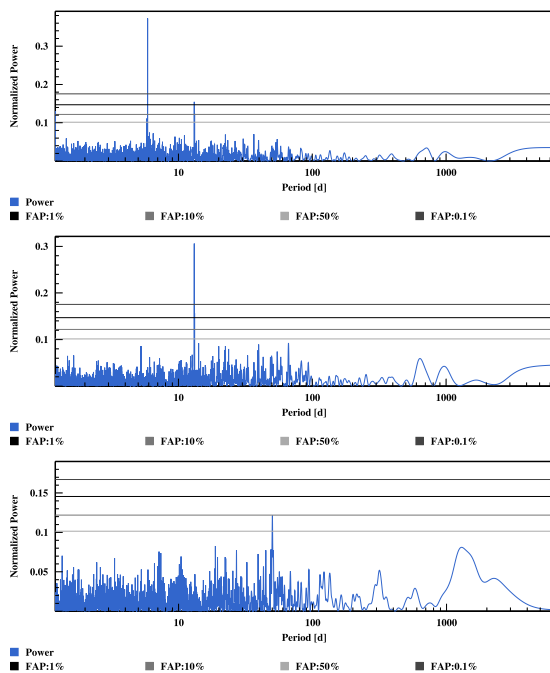 Normalized Power
0.3
0.2
0.1
10 100 1000
Period [d]
Power
FAP:1% FAP:10% FAP:50% FAP:0.1%
Normalized Power
0.3
0.2
0.1
10 100 1000
Period [d]
Power
FAP:1% FAP:10% FAP:50% FAP:0.1%
Normalized Power
0.15
0.1
0.05
10 100 1000
Period [d]
Power
FAP:1% FAP:10% FAP:50% FAP:0.1%